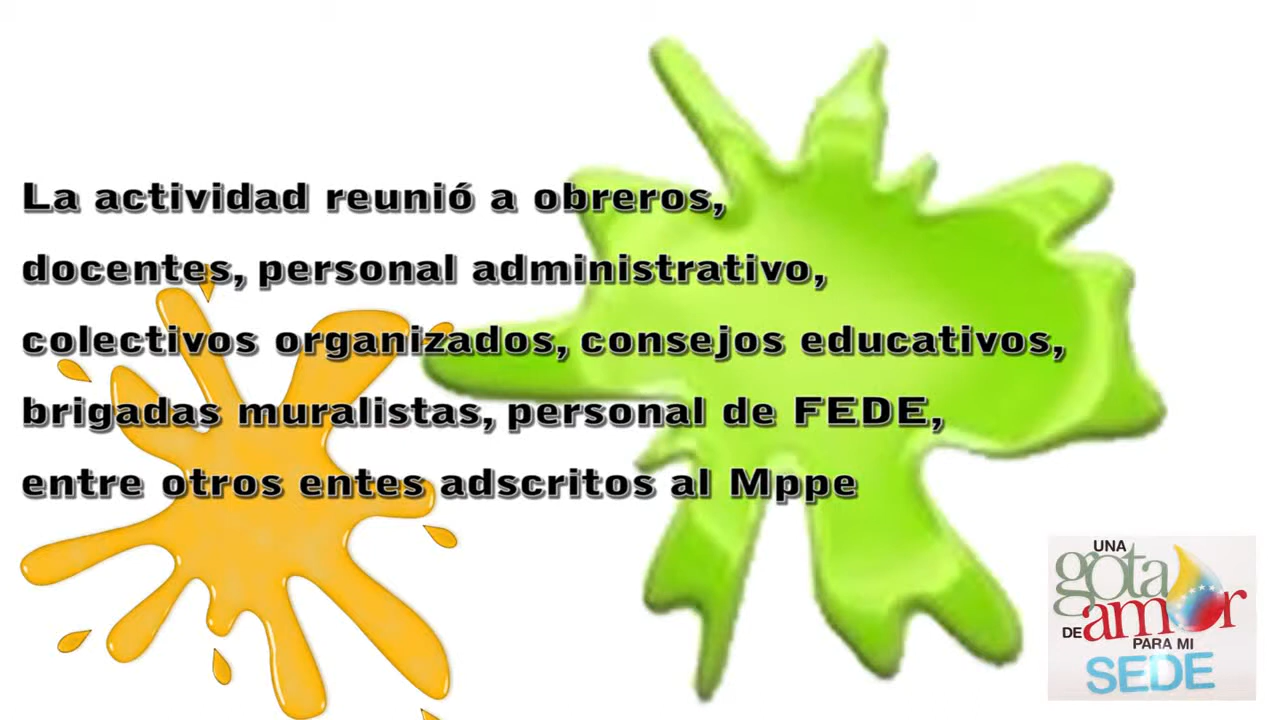 La actividad reunió a obreros,
docentes, personal administrativo,
colectivos organizados, consejos educativos,
brigadas muralistas, personal de FEDE,
entre otros entes adscritos al Mppe
UNA
gota
DE amor
PARA MI
SEDE